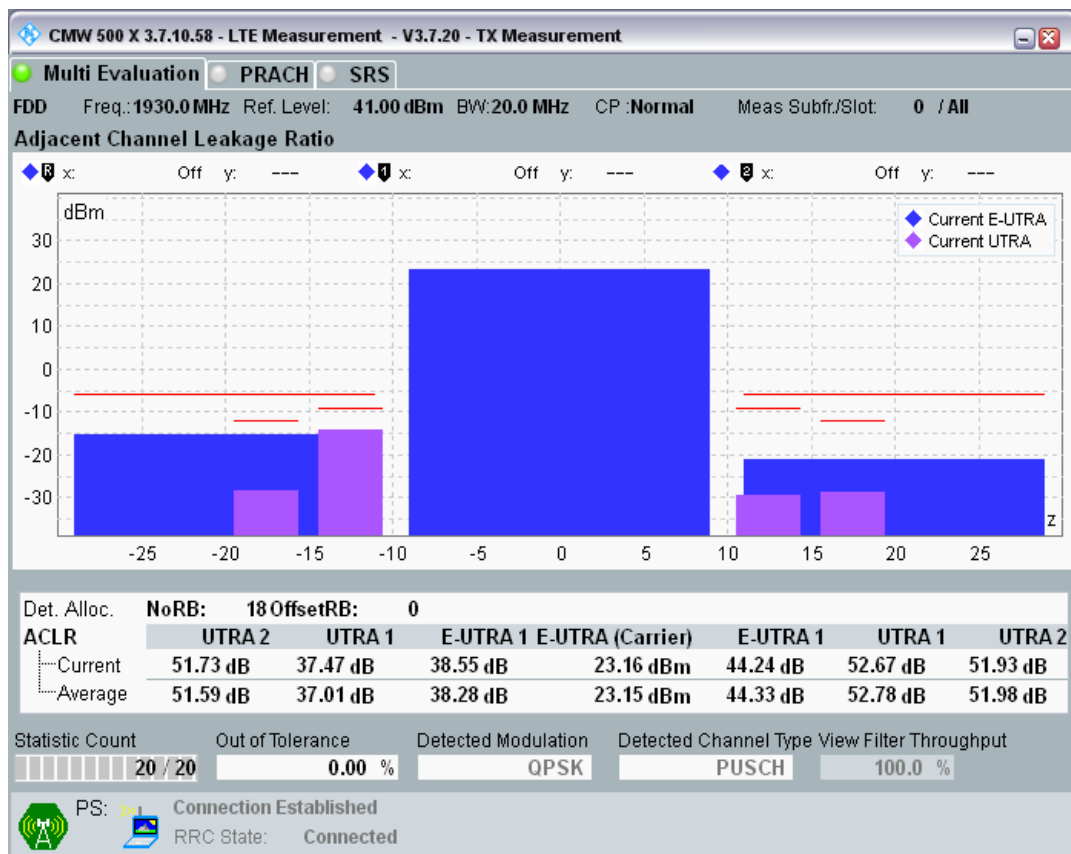 CMW 500 X 3.7.10.58 - LTE Measurement - V3.7.20 - TX Measurement
Multi Evaluation PRACH SRS
FDD Freq.:1930.0 MHz Ref. Level: 41.00 dBm BW:20.0 MHz CP :Normal Meas Subfr./Slot: 0 / All
Adjacent Channel Leakage Ratio
R x: Off y: --- 1 x: Off y: --- 2 x: Off y: ---
dBm
Current E-UTRA
Current UTRA
30
20
10
0
-10
-20
-30
z
-25 -20 -15 -10 -5 0 5 10 15 20 25
Det. Alloc. NoRB: 18 OffsetRB: 0
ACLR UTRA 2 UTRA 1 E-UTRA 1 E-UTRA (Carrier) E-UTRA 1 UTRA 1 UTRA 2
Current 51.73 dB 37.47 dB 38.55 dB 23.16 dBm 44.24 dB 52.67 dB 51.93 dB
Average 51.59 dB 37.01 dB 38.28 dB 23.15 dBm 44.33 dB 52.78 dB 51.98 dB
Statistic Count Out of Tolerance Detected Modulation Detected Channel Type View Filter Throughput
20 / 20 0.00 % QPSK PUSCH 100.0 %
PS: Connection Established
RRC State: Connected